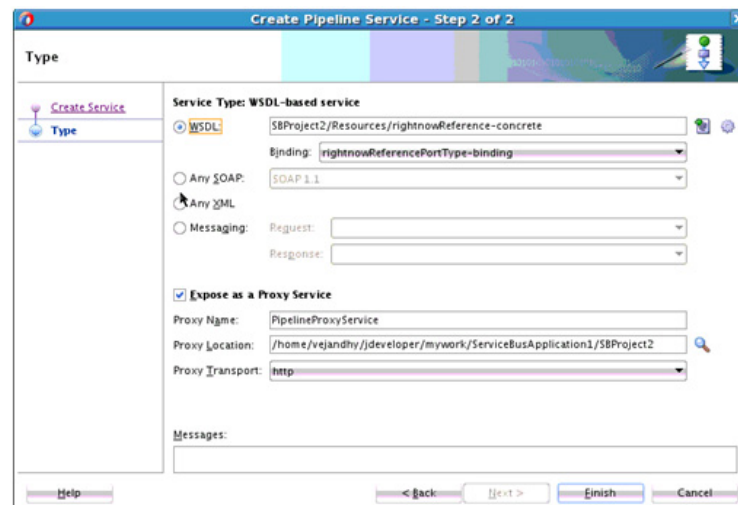 Create Pipeline Service - Step 2 of 2
Type
Create Service
Type
Service Type: WSDL-based service
WSDL: SBProject2/Resources/rightnowReference-concrete
Binding: rightnowReferencePortType-binding
Any SOAP: SOAP 1.1
Any XML
Messaging: Request:
Response:
Expose as a Proxy Service
Proxy Name: PipelineProxyService
Proxy Location: /home/vejandhy/jdeveloper/mywork/ServiceBusApplication1/SBProject2
Proxy Transport: http
Messages:
Help < Back Next > Finish Cancel